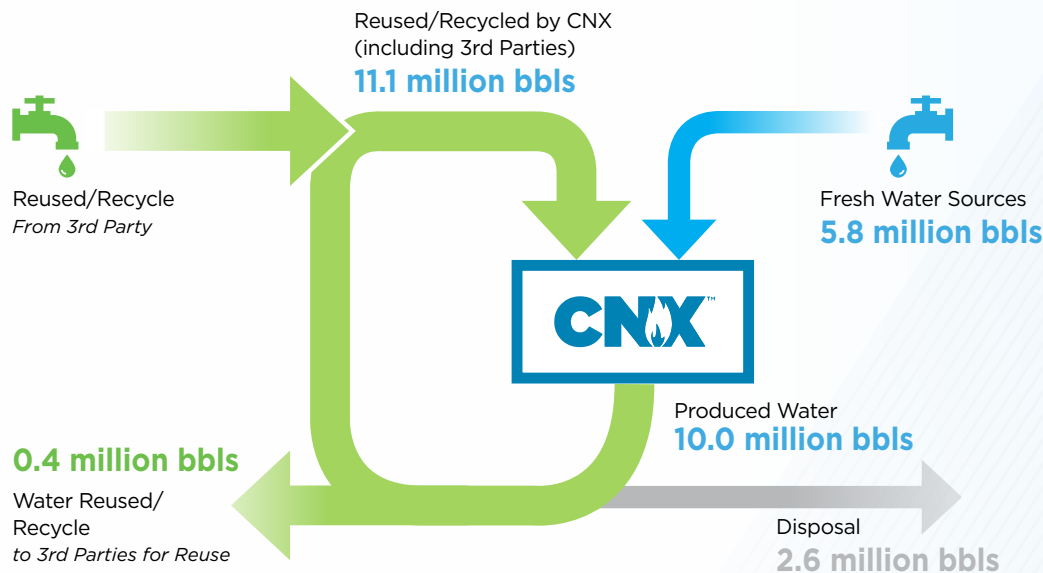 Reused/Recycled by CNX
(including 3rd Parties)
11.1 million bbls
Reused/Recycle
From 3rd Party
Fresh Water Sources
5.8 million bbls
CNX™
Produced Water
10.0 million bbls
0.4 million bbls
Water Reused/
Recycle
to 3rd Parties for Reuse
Disposal
2.6 million bbls